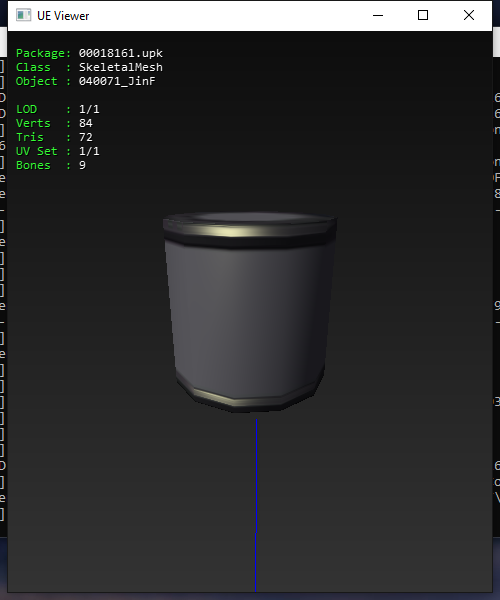 UE Viewer
Package: 00018161.upk
Class  : SkeletalMesh
Object : 040071_JinF
LOD    : 1/1
Verts  : 84
Tris   : 72
UV Set : 1/1
Bones  : 9